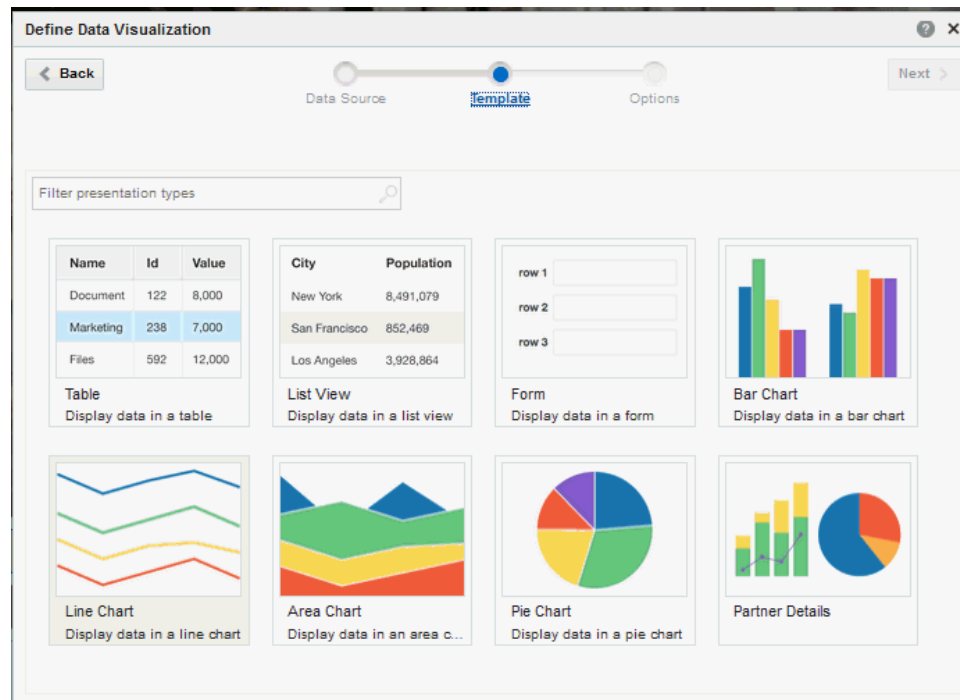 Define Data Visualization
Back
Next
Data Source
Template
Options
Filter presentation types
Name Id Value
Document 122 8,000
Marketing 238 7,000
Files 592 12,000
Table
Display data in a table
City Population
New York 8,491,079
San Francisco 852,469
Los Angeles 3,928,864
List View
Display data in a list view
row 1
row 2
row 3
Form
Display data in a form
Bar Chart
Display data in a bar chart
Line Chart
Display data in a line chart
Area Chart
Display data in an area c...
Pie Chart
Display data in a pie chart
Partner Details